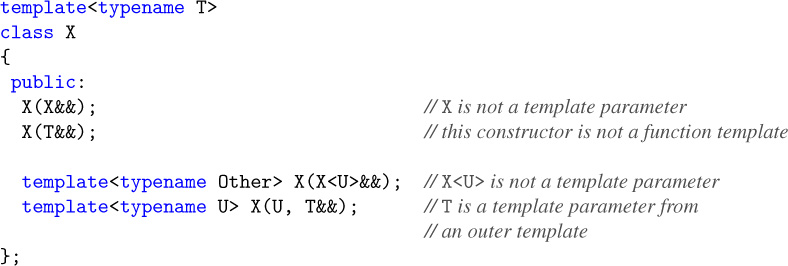 template<typename T>
class X
{
 public:
  X(X&&);                          // X is not a template parameter
  X(T&&);                          // this constructor is not a function template

  template<typename Other> X(X<U>&&);  // X<U> is not a template parameter
  template<typename U> X(U, T&&);      // T is a template parameter from
                                   // an outer template
};